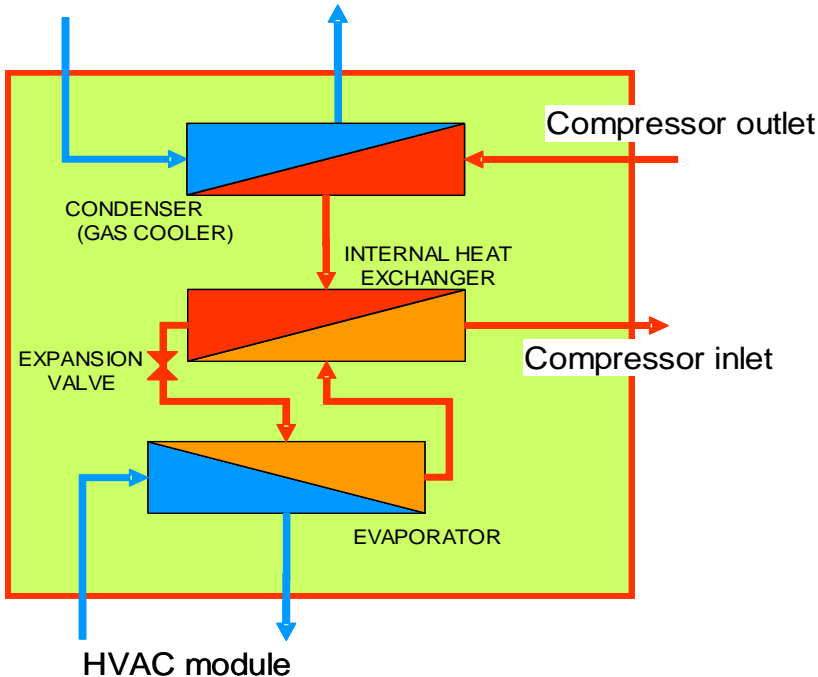 Compressor outlet
CONDENSER
(GAS COOLER)
INTERNAL HEAT
EXCHANGER
Compressor inlet
EXPANSION
VALVE
EVAPORATOR
HVAC module